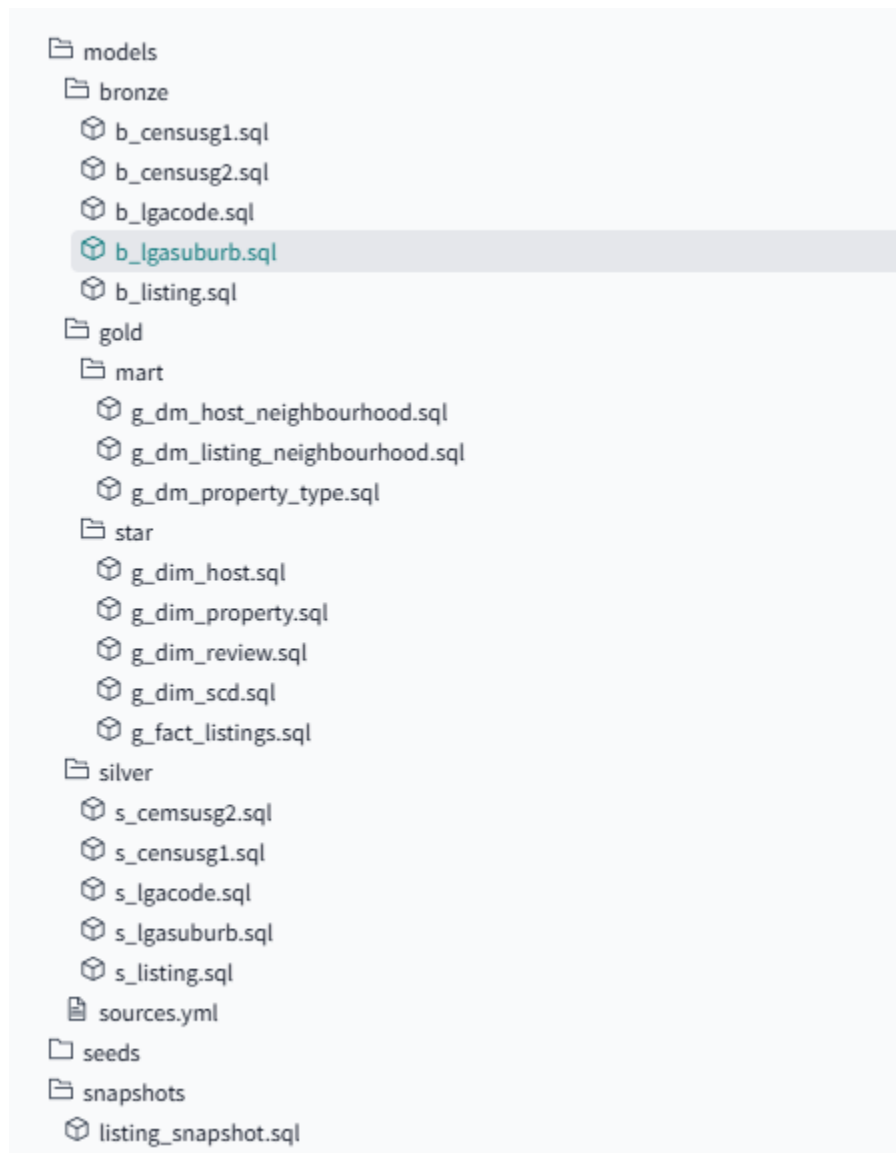 models
bronze
b_censusg1.sql
b_censusg2.sql
b_lgacode.sql
b_lgasuburb.sql
b_listing.sql
gold
mart
g_dm_host_neighbourhood.sql
g_dm_listing_neighbourhood.sql
g_dm_property_type.sql
star
g_dim_host.sql
g_dim_property.sql
g_dim_review.sql
g_dim_scd.sql
g_fact_listings.sql
silver
s_cemsusg2.sql
s_censusg1.sql
s_lgacode.sql
s_lgasuburb.sql
s_listing.sql
sources.yml
seeds
snapshots
listing_snapshot.sql